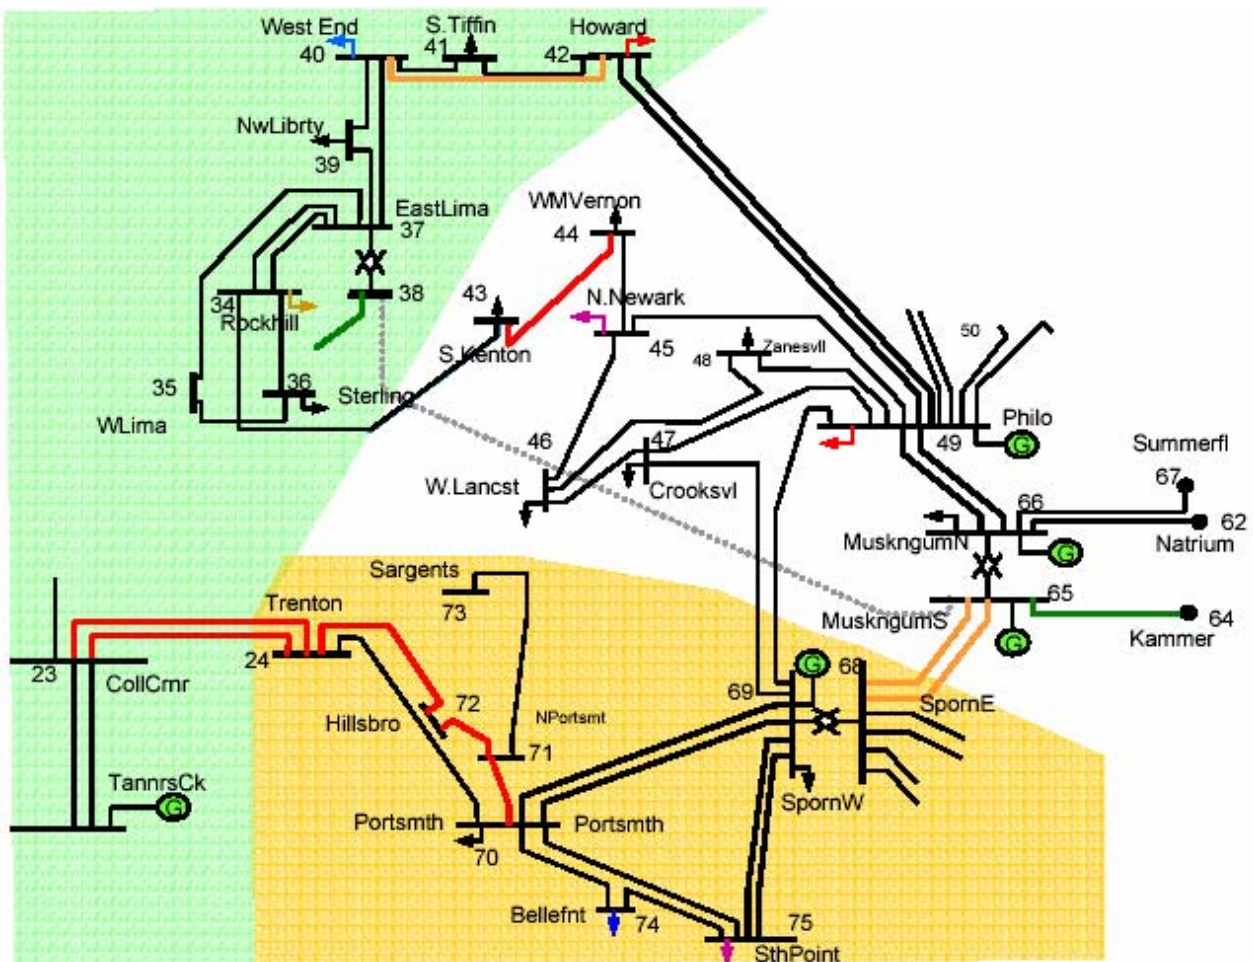 West End
S.Tiffin
Howard
40
41
42
NwLibrty
39
WMVernon
EastLima
37
44
38
43
N.Newark
34
Rockhill
S.Kenton
45
48
Zanesvll
50
35
36
Sterling
WLima
Philo
49
G
46
47
W.Lancst
Crooksvl
Summerfl
67
66
62
MuskngumN
G
Natrium
Sargents
73
65
Trenton
MuskngumS
G
64
Kammer
23
24
CollCrnr
G
68
69
72
SpornE
Hillsbro
NPortsmt
71
TannrsCk
G
SpornW
Portsmth
Portsmth
70
Bellefnt
74
75
SthPoint